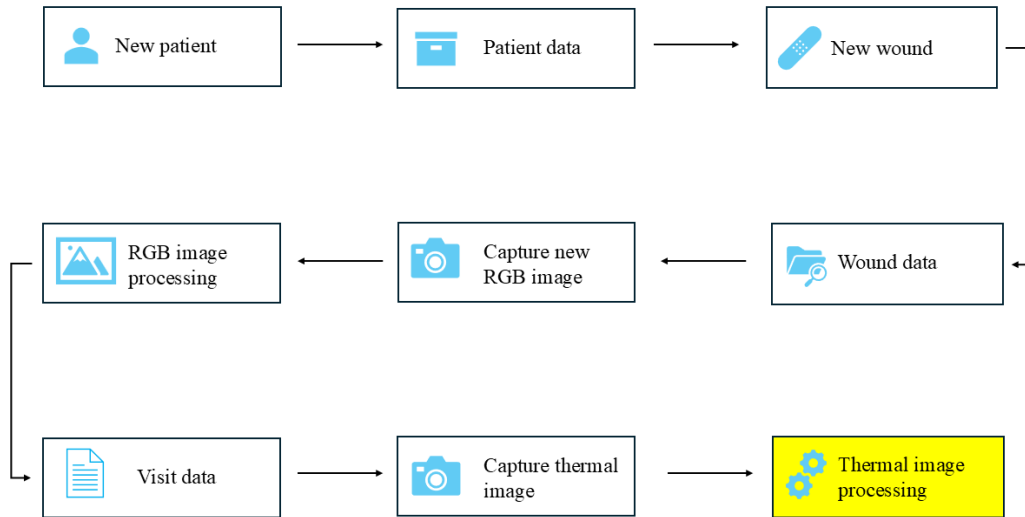 New patient
Patient data
New wound
RGB image
processing
Capture new
RGB image
Wound data
Visit data
Capture thermal
image
Thermal image
processing